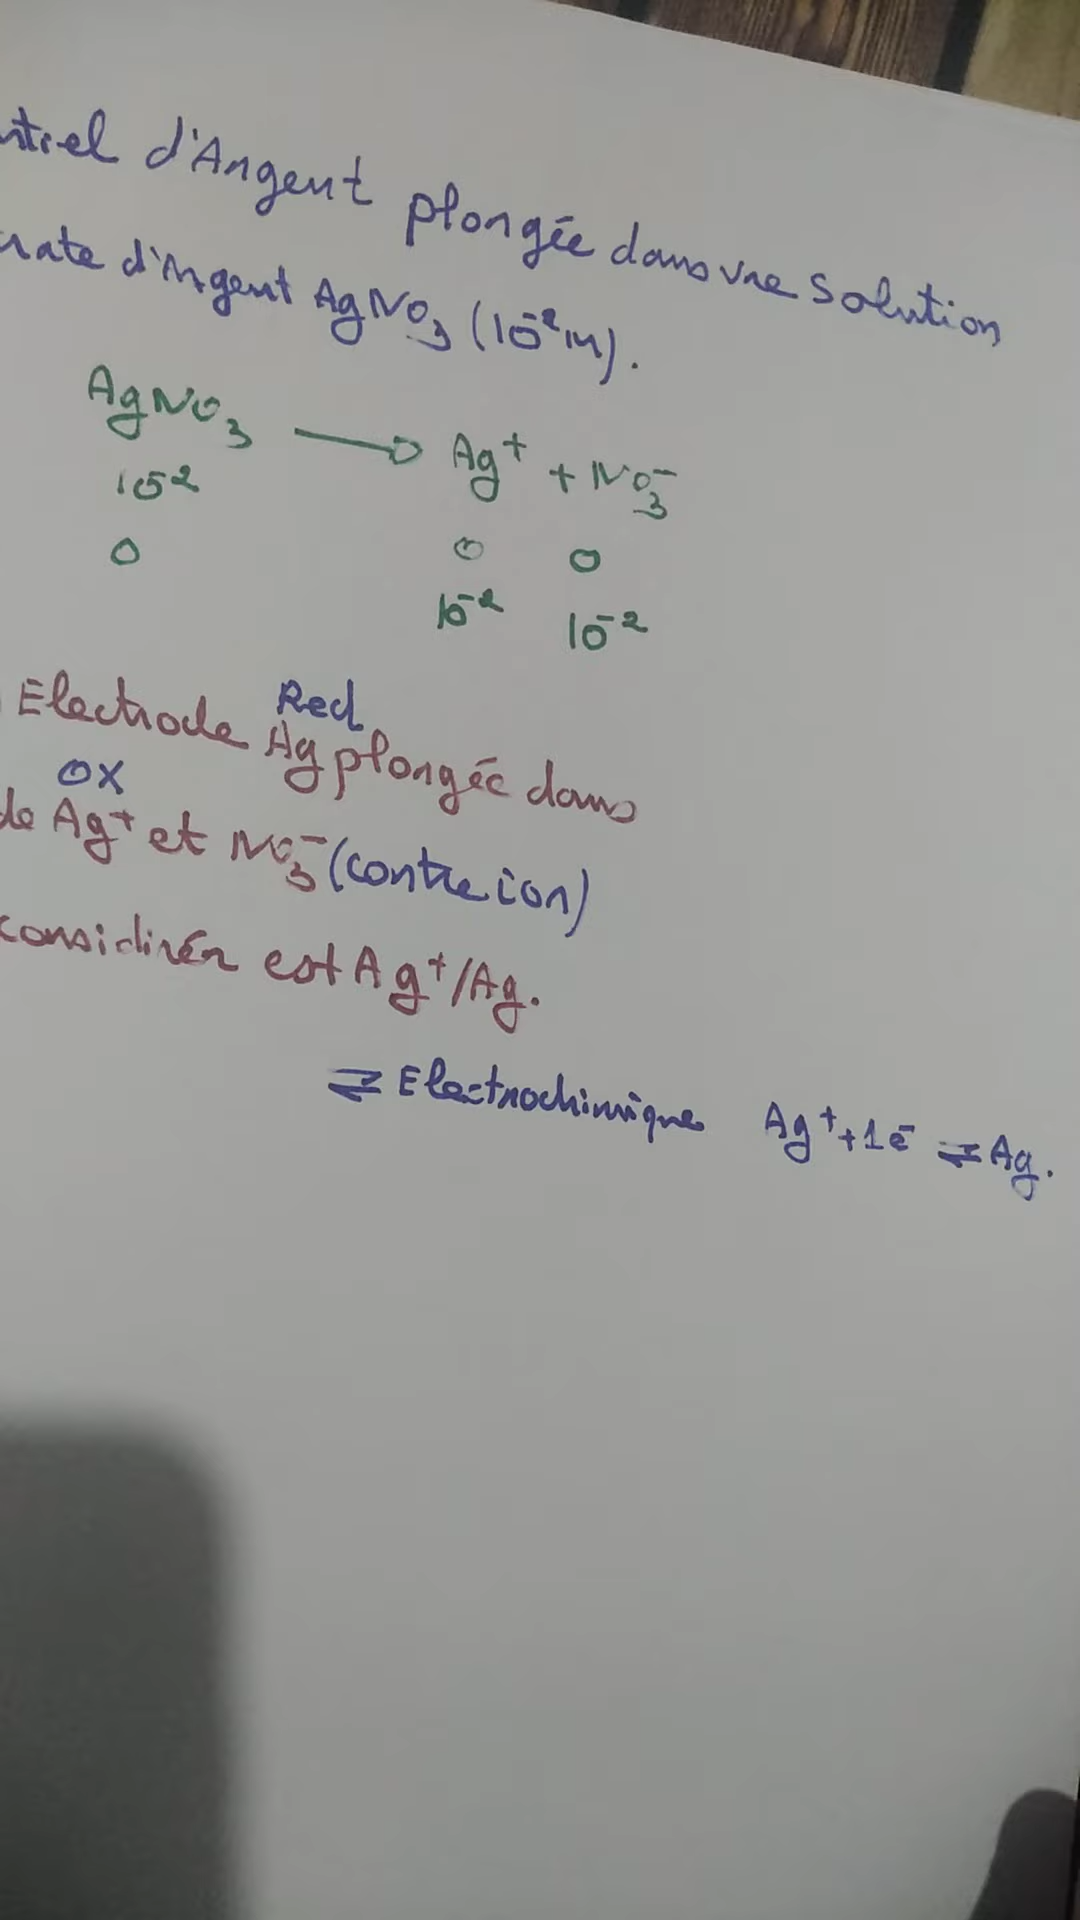 ntiel d'Angent plongée dans une solution
rate d'Argent AgNO3 (10⁻²M).
AgNO3 → Ag⁺ + NO3⁻
10⁻²
0 0 0
10⁻² 10⁻²
Red
Electrode Ag plongée dans
OX
de Ag⁺ et NO3⁻ (contre ion)
considirér est Ag⁺/Ag.
⇌ Electrochimique Ag⁺+1e⁻ ⇌ Ag.